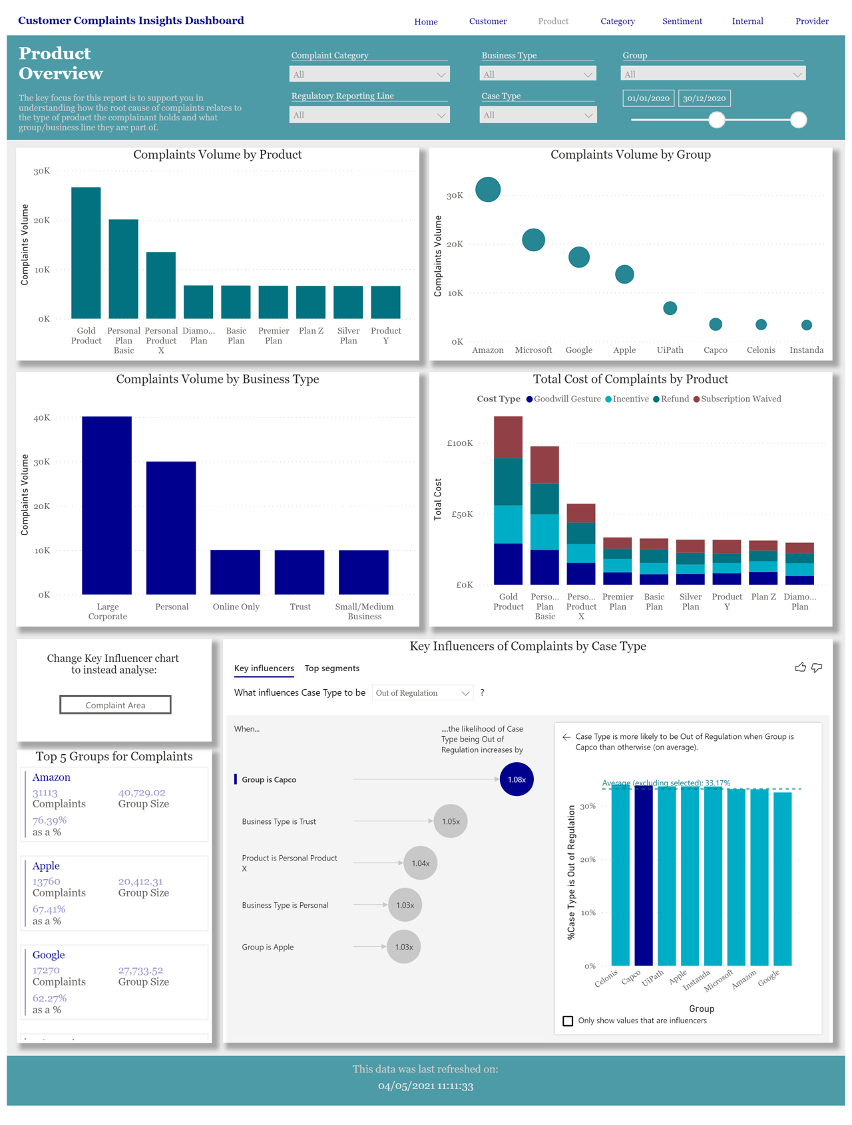 Customer Complaints Insights Dashboard
Home Customer Product Category Sentiment Internal Provider
Product
Overview
The key focus for this report is to support you in
understanding how the root cause of complaints relates to
the type of product the complainant holds and what
group/business line they are part of.
Complaint Category
All
Business Type
All
Group
All
Regulatory Reporting Line
All
Case Type
All
01/01/2020 30/12/2020
Complaints Volume by Product
Complaints Volume
30K
20K
10K
0K
Gold
Product
Personal
Plan
Basic
Personal
Product
X
Diamo...
Plan
Basic
Plan
Premier
Plan
Plan Z
Silver
Plan
Product
Y
Complaints Volume by Group
Complaints Volume
30K
20K
10K
0K
Amazon Microsoft Google Apple UiPath Capco Celonis Instanda
Complaints Volume by Business Type
Complaints Volume
40K
30K
20K
10K
0K
Large
Corporate
Personal
Online Only
Trust
Small/Medium
Business
Total Cost of Complaints by Product
Cost Type Goodwill Gesture Incentive Refund Subscription Waived
Total Cost
£100K
£50K
£0K
Gold
Product
Perso...
Plan
Basic
Perso...
Product
X
Premier
Plan
Basic
Plan
Silver
Plan
Product
Y
Plan Z
Diamo...
Plan
Change Key Influencer chart
to instead analyse:
Complaint Area
Top 5 Groups for Complaints
Amazon
31113 40,729.02
Complaints Group Size
76.39%
as a %
Apple
13760 20,412.31
Complaints Group Size
67.41%
as a %
Google
17270 27,733.52
Complaints Group Size
62.27%
as a %
Key Influencers of Complaints by Case Type
Key influencers Top segments
What influences Case Type to be Out of Regulation ?
When...
...the likelihood of Case
Type being Out of
Regulation increases by
Group is Capco 1.08x
Business Type is Trust 1.05x
Product is Personal Product
X
1.04x
Business Type is Personal 1.03x
Group is Apple 1.03x
Case Type is more likely to be Out of Regulation when Group is
Capco than otherwise (on average).
Average (excluding selected): 33.17%
%Case Type is Out of Regulation
30%
20%
10%
0%
Celonis Capco UiPath Apple Instanda Microsoft Amazon Google
Group
Only show values that are influencers
This data was last refreshed on:
04/05/2021 11:11:33